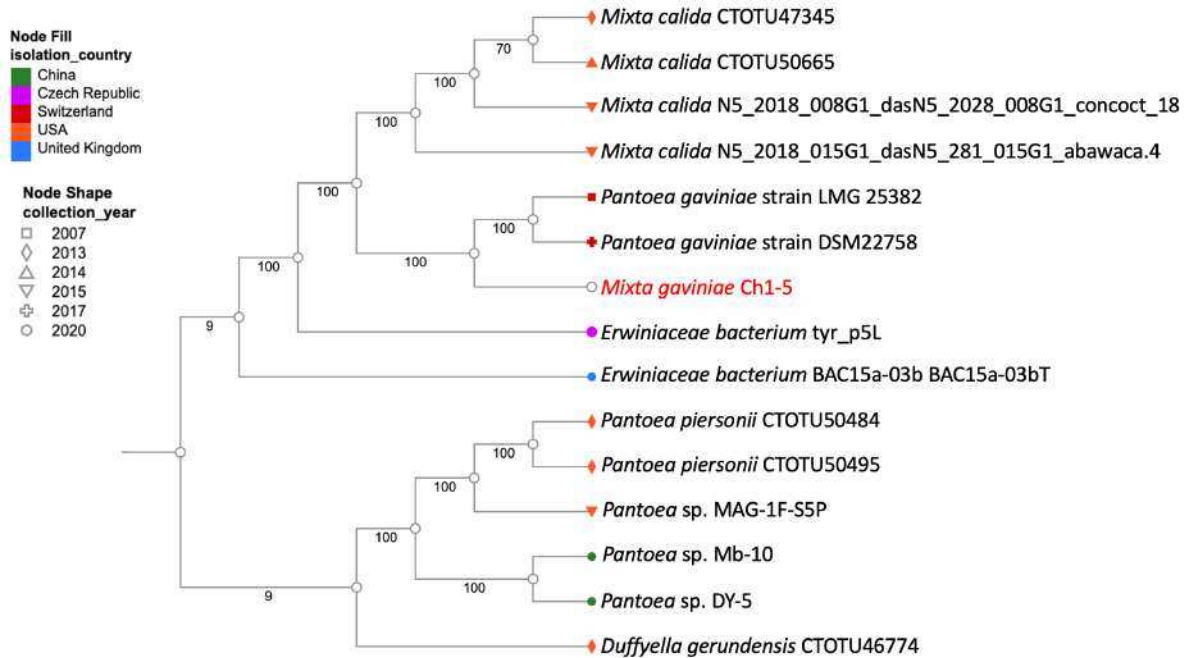 Node Fill
isolation_country
China
Czech Republic
Switzerland
USA
United Kingdom
Node Shape
collection_year
2007
2013
2014
2015
2017
2020
Mixta calida CTOTU47345
70
Mixta calida CTOTU50665
100
Mixta calida N5_2018_008G1_dasN5_2028_008G1_concoct_18
100
Mixta calida N5_2018_015G1_dasN5_281_015G1_abawaca.4
100
Pantoea gaviniae strain LMG 25382
100
Pantoea gaviniae strain DSM22758
100
100
Mixta gaviniae Ch1-5
9
Erwiniaceae bacterium tyr_p5L
Erwiniaceae bacterium BAC15a-03b BAC15a-03bT
Pantoea piersonii CTOTU50484
100
Pantoea piersonii CTOTU50495
100
Pantoea sp. MAG-1F-S5P
100
Pantoea sp. Mb-10
100
Pantoea sp. DY-5
9
Duffyella gerundensis CTOTU46774